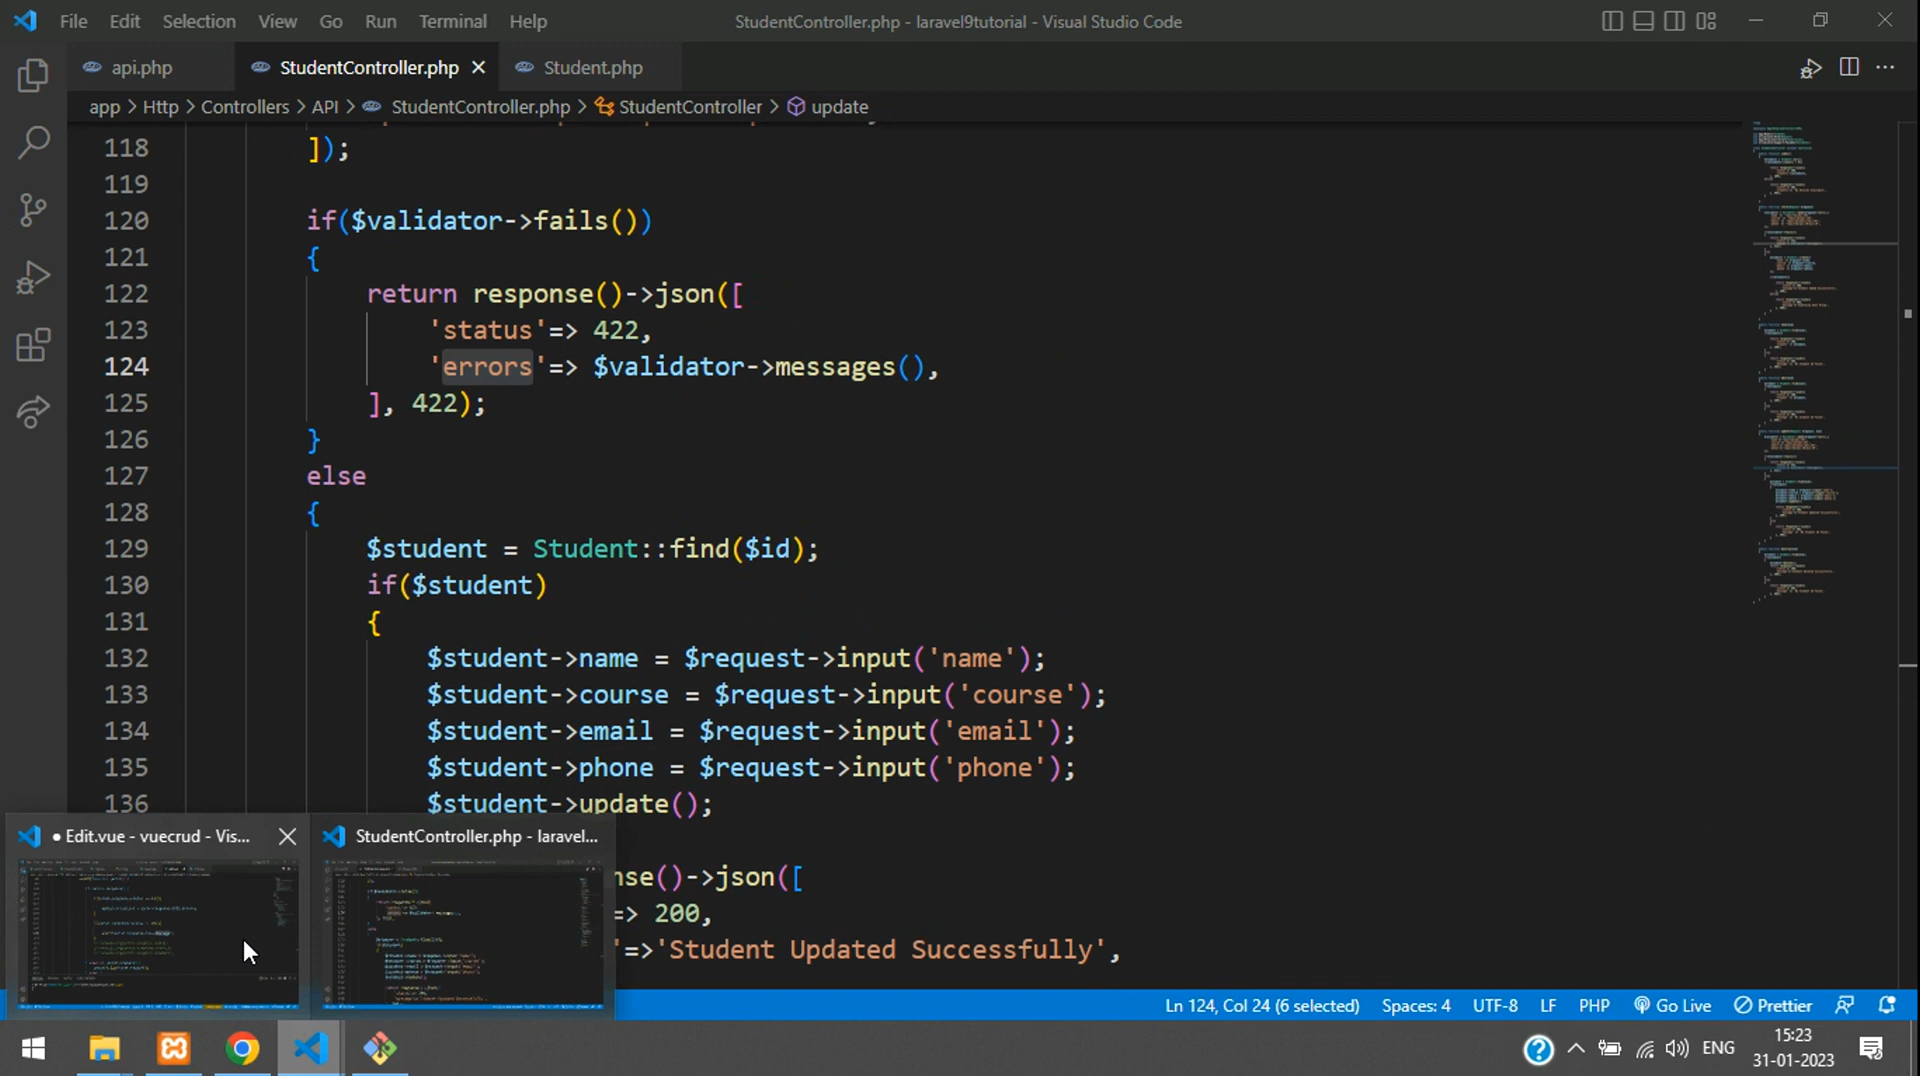 File Edit Selection View Go Run Terminal Help
StudentController.php - laravel9tutorial - Visual Studio Code
api.php
StudentController.php
Student.php
app > Http > Controllers > API > StudentController.php > StudentController > update
118 ]);
119
120 if($validator->fails())
121 {
122 return response()->json([
123 'status'=> 422,
124 'errors'=> $validator->messages(),
125 ], 422);
126 }
127 else
128 {
129 $student = Student::find($id);
130 if($student)
131 {
132 $student->name = $request->input('name');
133 $student->course = $request->input('course');
134 $student->email = $request->input('email');
135 $student->phone = $request->input('phone');
136 $student->update();
● Edit.vue - vuecrud - Vis...
StudentController.php - laravel...
nse()->json([
=> 200,
'=>'Student Updated Successfully',
Ln 124, Col 24 (6 selected) Spaces: 4 UTF-8 LF PHP Go Live Prettier
ENG
15:23
31-01-2023